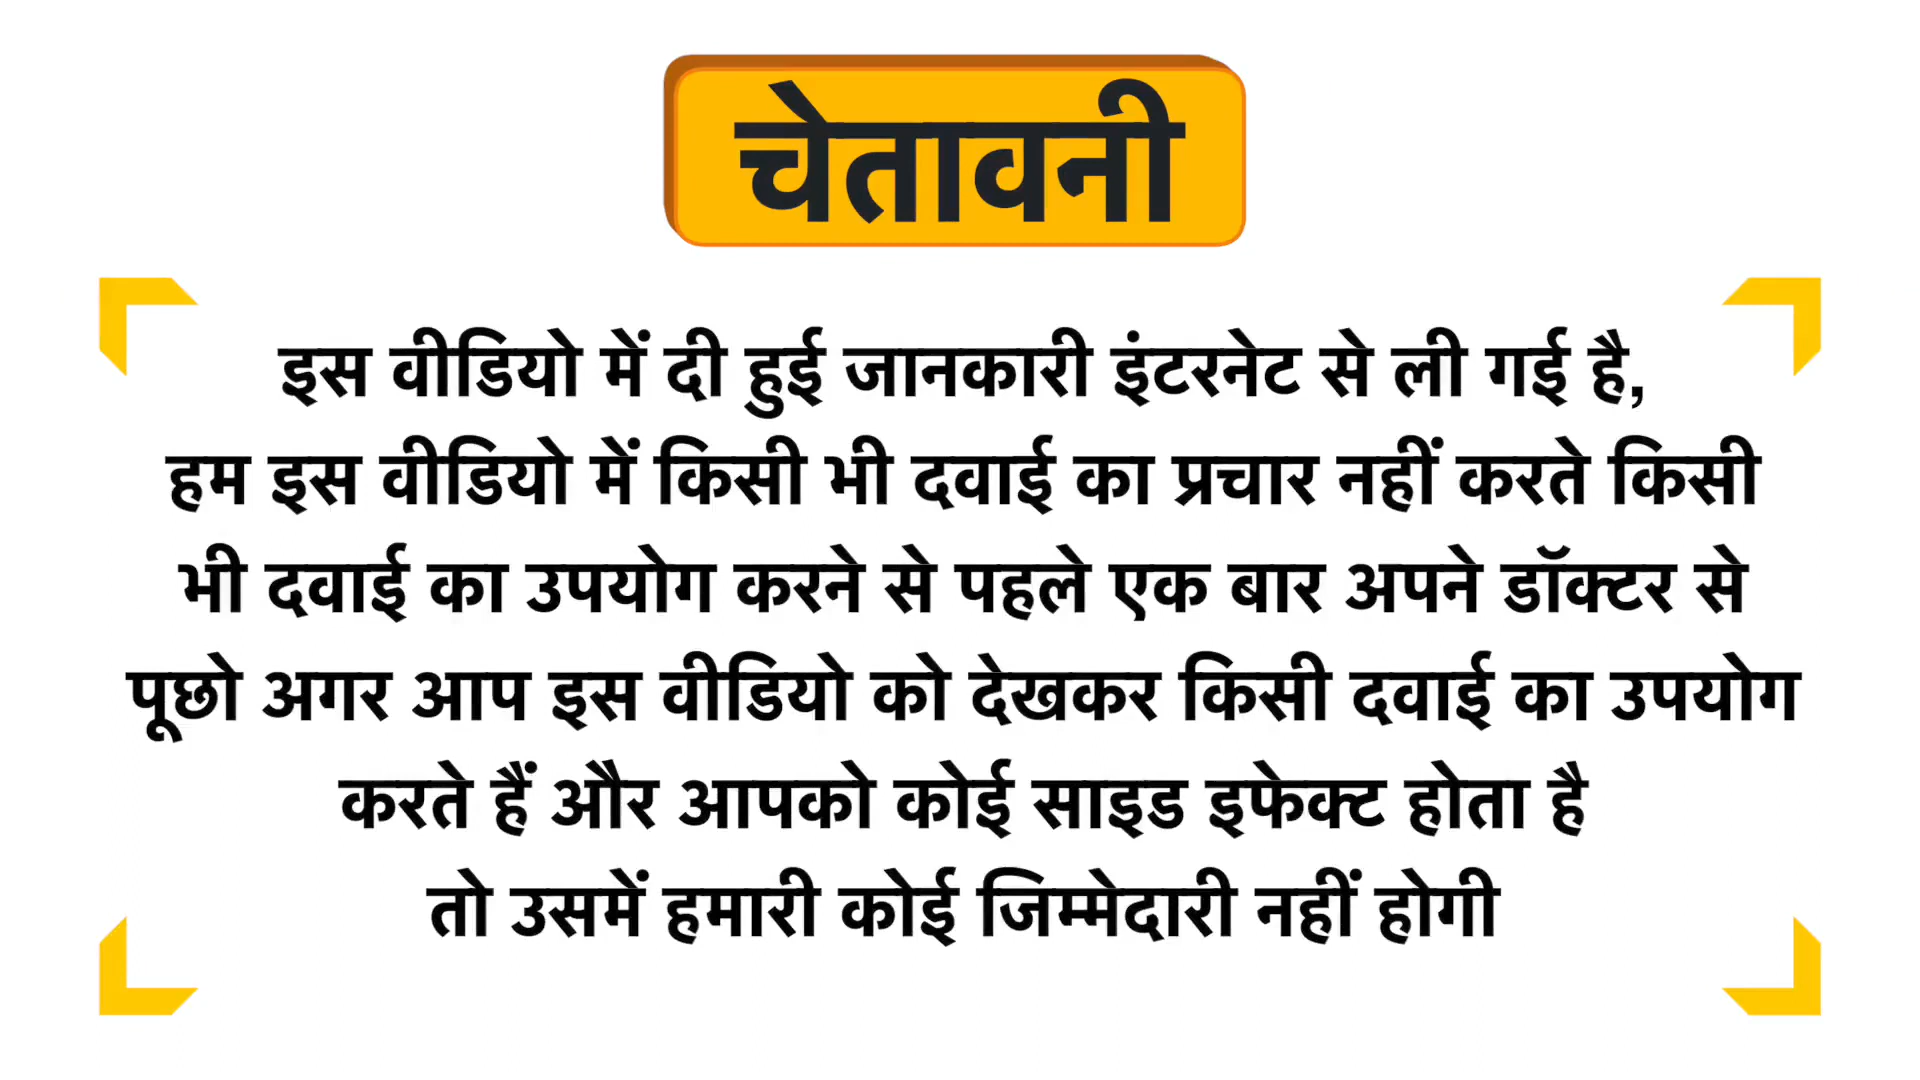 चेतावनी
इस वीडियो में दी हुई जानकारी इंटरनेट से ली गई है,
हम इस वीडियो में किसी भी दवाई का प्रचार नहीं करते किसी
भी दवाई का उपयोग करने से पहले एक बार अपने डॉक्टर से
पूछो अगर आप इस वीडियो को देखकर किसी दवाई का उपयोग
करते हैं और आपको कोई साइड इफेक्ट होता है
तो उसमें हमारी कोई जिम्मेदारी नहीं होगी